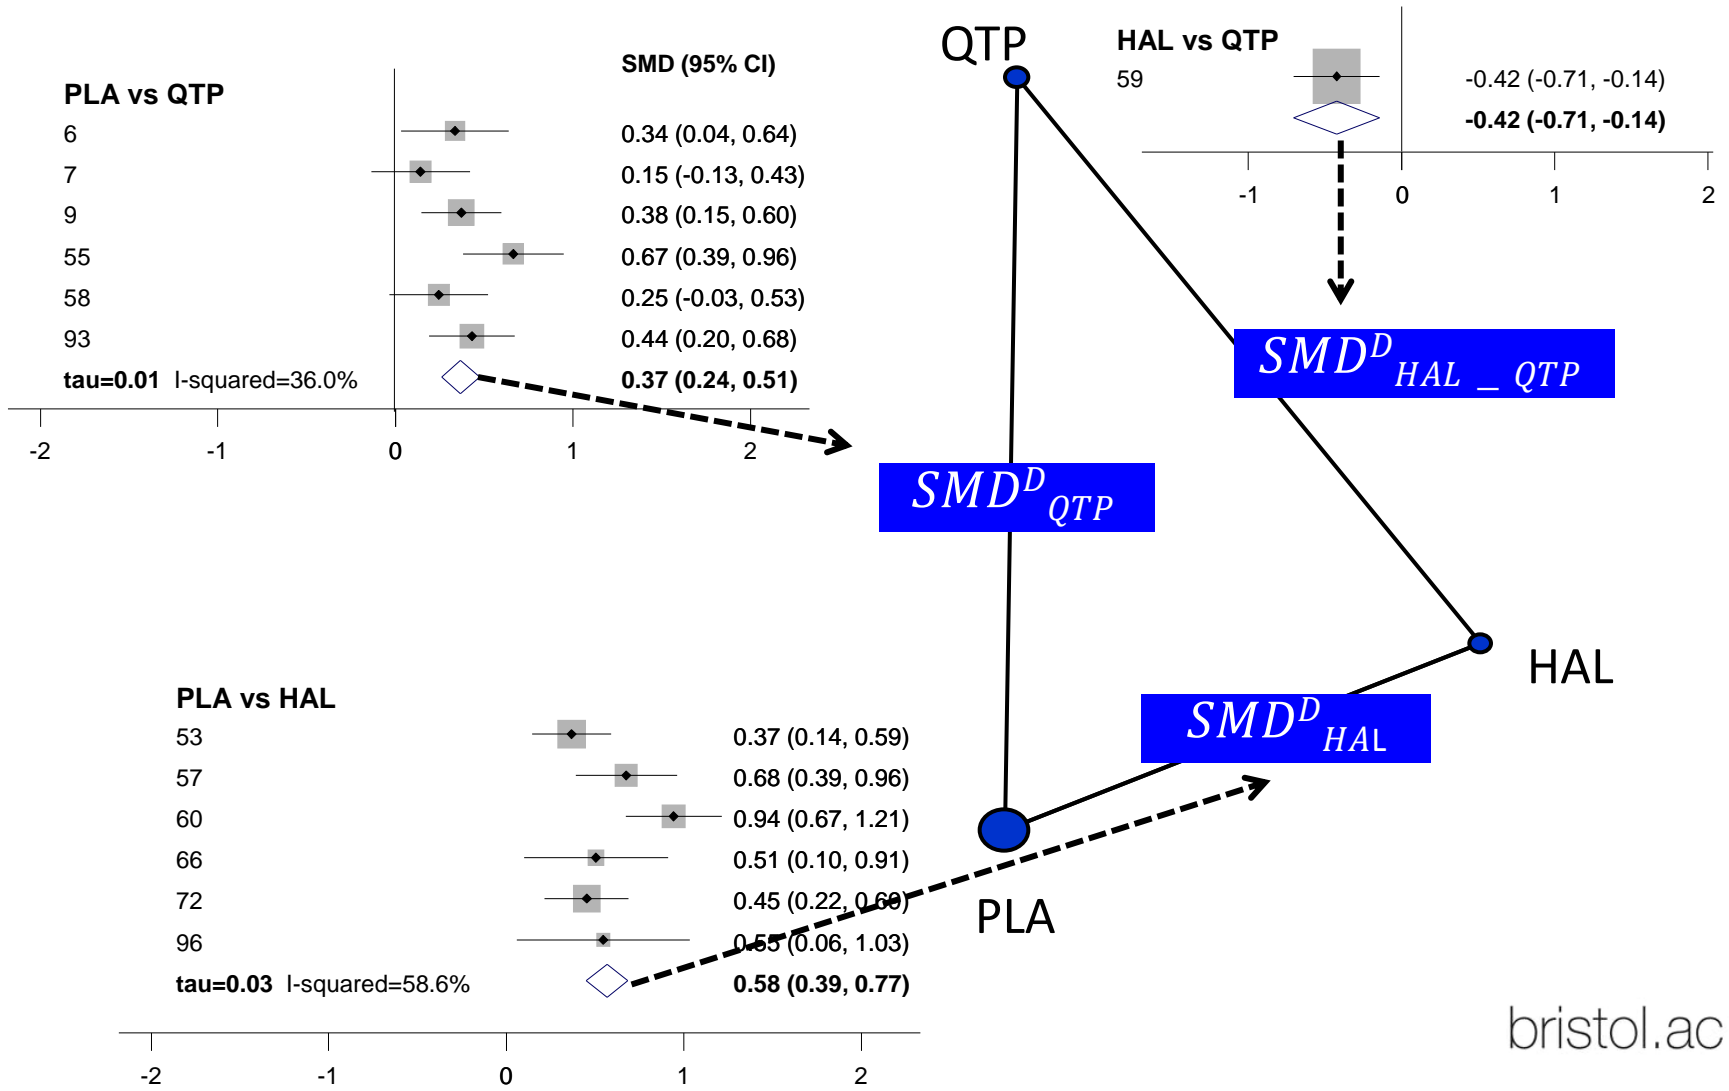 SMD (95% CI)
PLA vs QTP
6 0.34 (0.04, 0.64)
7 0.15 (-0.13, 0.43)
9 0.38 (0.15, 0.60)
55 0.67 (0.39, 0.96)
58 0.25 (-0.03, 0.53)
93 0.44 (0.20, 0.68)
tau=0.01 I-squared=36.0% 0.37 (0.24, 0.51)
-2 -1 0 1 2
QTP
HAL vs QTP
59 -0.42 (-0.71, -0.14)
-0.42 (-0.71, -0.14)
-1 0 1 2
SMD^D_HAL _ QTP
SMD^D_QTP
HAL
SMD^D_HAL
PLA
PLA vs HAL
53 0.37 (0.14, 0.59)
57 0.68 (0.39, 0.96)
60 0.94 (0.67, 1.21)
66 0.51 (0.10, 0.91)
72 0.45 (0.22, 0.69)
96 0.55 (0.06, 1.03)
tau=0.03 I-squared=58.6% 0.58 (0.39, 0.77)
-2 -1 0 1 2
bristol.ac